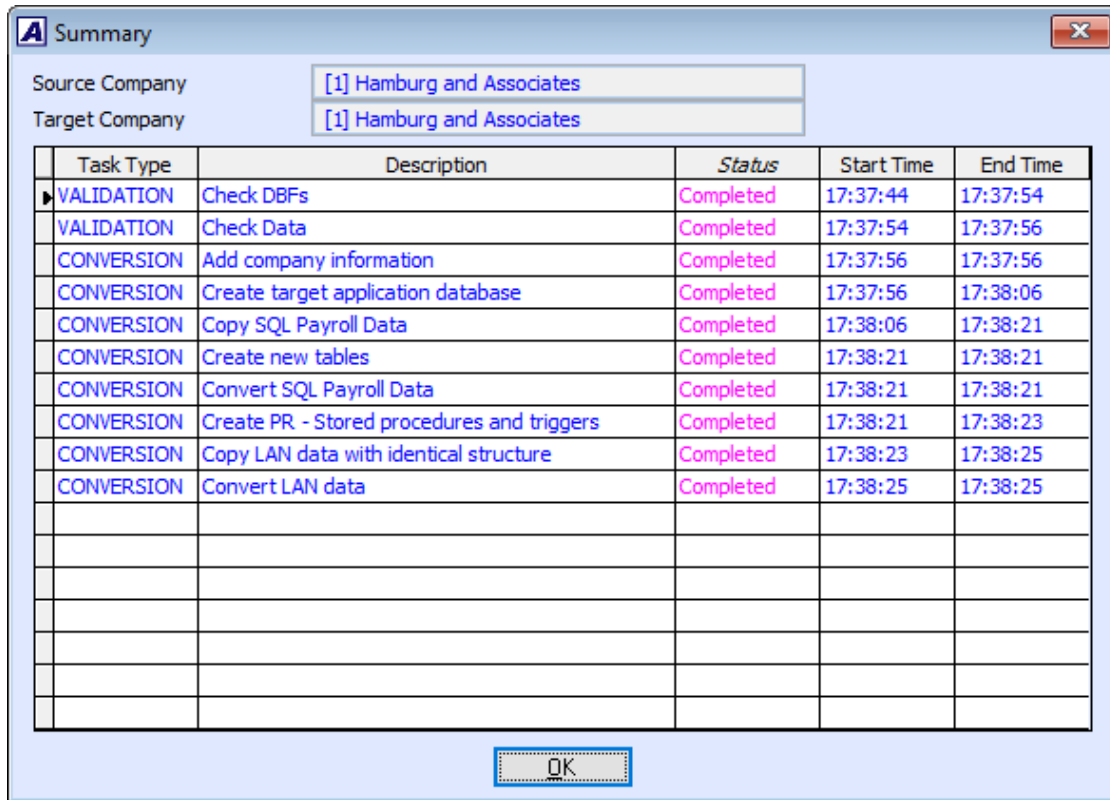 Summary
Source Company [1] Hamburg and Associates
Target Company [1] Hamburg and Associates
Task Type Description Status Start Time End Time
VALIDATION Check DBFs Completed 17:37:44 17:37:54
VALIDATION Check Data Completed 17:37:54 17:37:56
CONVERSION Add company information Completed 17:37:56 17:37:56
CONVERSION Create target application database Completed 17:37:56 17:38:06
CONVERSION Copy SQL Payroll Data Completed 17:38:06 17:38:21
CONVERSION Create new tables Completed 17:38:21 17:38:21
CONVERSION Convert SQL Payroll Data Completed 17:38:21 17:38:21
CONVERSION Create PR - Stored procedures and triggers Completed 17:38:21 17:38:23
CONVERSION Copy LAN data with identical structure Completed 17:38:23 17:38:25
CONVERSION Convert LAN data Completed 17:38:25 17:38:25
OK